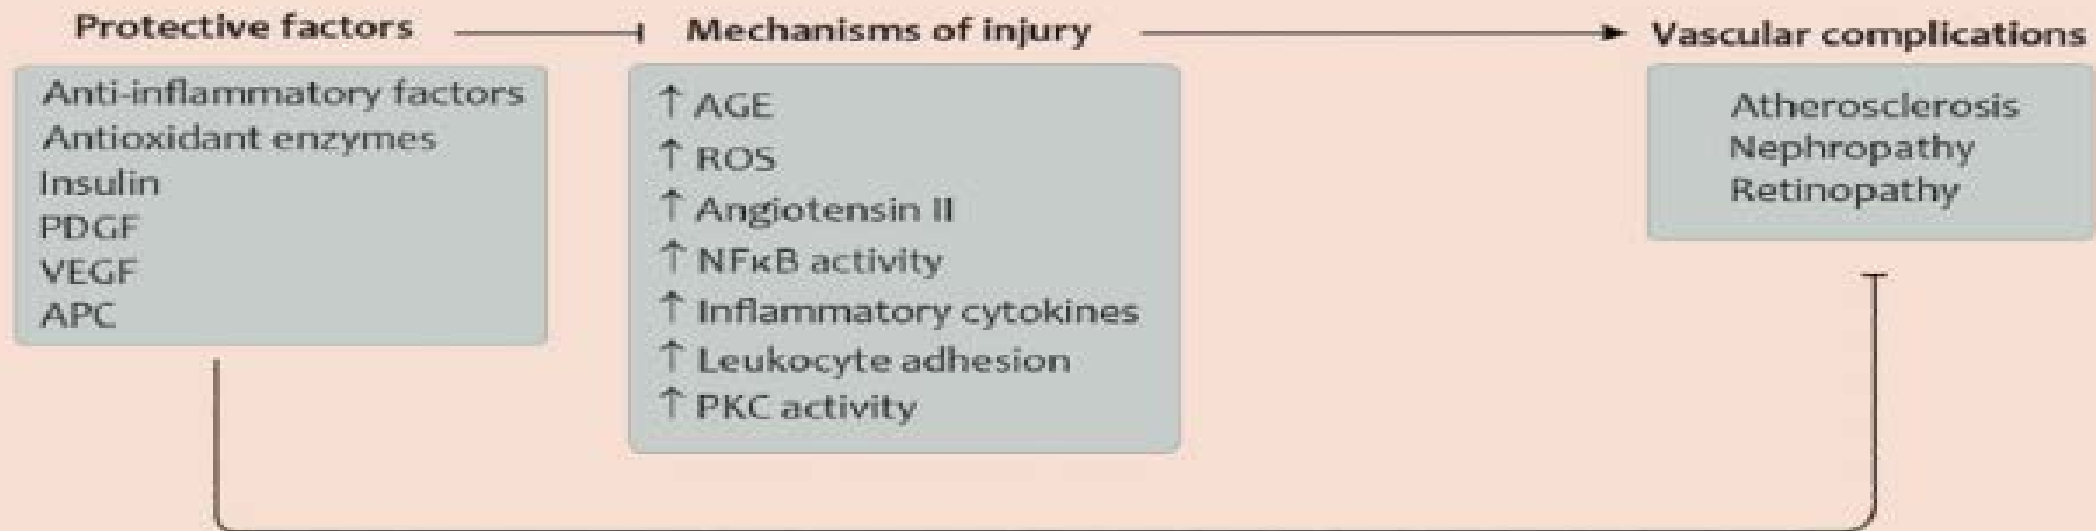 Protective factors
Anti-inflammatory factors
Antioxidant enzymes
Insulin
PDGF
VEGF
APC
Mechanisms of injury
↑ AGE
↑ ROS
↑ Angiotensin II
↑ NFκB activity
↑ Inflammatory cytokines
↑ Leukocyte adhesion
↑ PKC activity
Vascular complications
Atherosclerosis
Nephropathy
Retinopathy